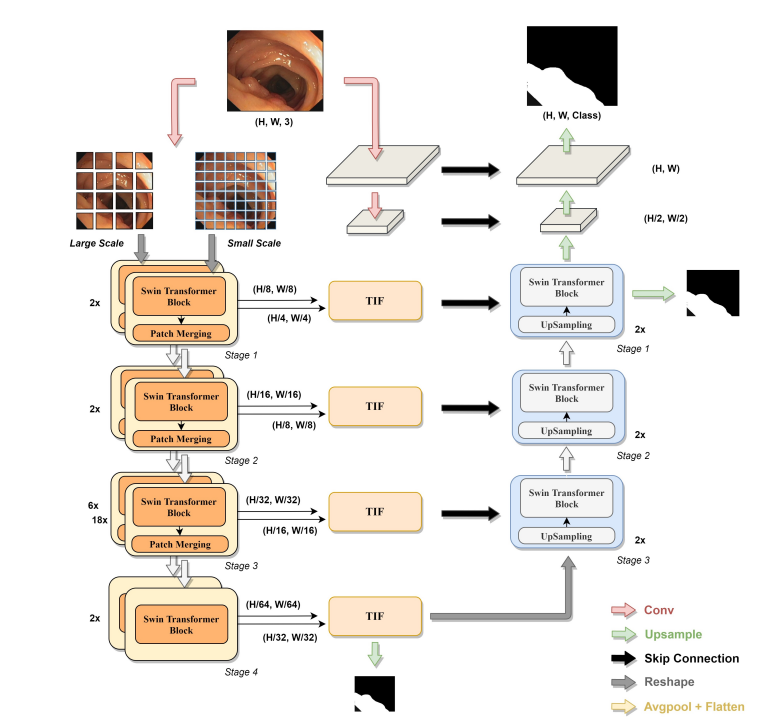 (H, W, 3)
(H, W, Class)
(H, W)
(H/2, W/2)
Large Scale
Small Scale
2x
Swin Transformer
Block
Patch Merging
Stage 1
(H/8, W/8)
(H/4, W/4)
TIF
Swin Transformer
Block
UpSampling
2x
Stage 1
2x
Swin Transformer
Block
Patch Merging
Stage 2
(H/16, W/16)
(H/8, W/8)
TIF
Swin Transformer
Block
UpSampling
2x
Stage 2
6x
18x
Swin Transformer
Block
Patch Merging
Stage 3
(H/32, W/32)
(H/16, W/16)
TIF
Swin Transformer
Block
UpSampling
2x
Stage 3
2x
Swin Transformer
Block
Stage 4
(H/64, W/64)
(H/32, W/32)
TIF
Conv
Upsample
Skip Connection
Reshape
Avgpool + Flatten